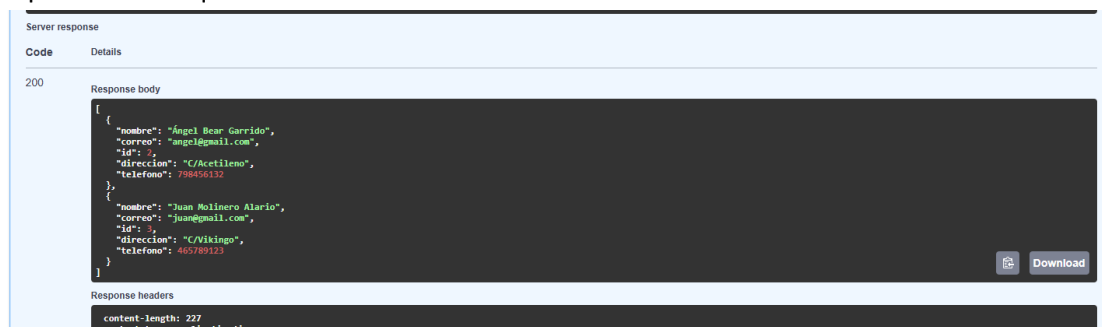 Server response
Code Details
200
Response body
[
  {
    "nombre": "Ángel Bear Garrido",
    "correo": "angel@gmail.com",
    "id": 2,
    "direccion": "C/Acetileno",
    "telefono": 798456132
  },
  {
    "nombre": "Juan Molinero Alario",
    "correo": "juan@gmail.com",
    "id": 3,
    "direccion": "C/Vikingo",
    "telefono": 465789123
  }
]
Download
Response headers
content-length: 227